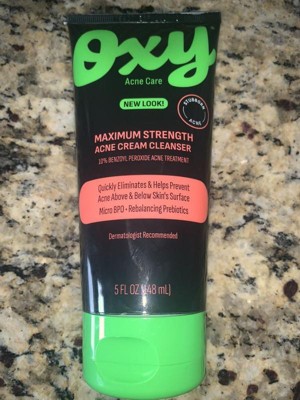 Oxy
Acne Care
NEW LOOK!
STUBBORN
ACNE
MAXIMUM STRENGTH
ACNE CREAM CLEANSER
10% BENZOYL PEROXIDE ACNE TREATMENT
Quickly Eliminates & Helps Prevent
Acne Above & Below Skin's Surface
Micro BPO + Rebalancing Prebiotics
Dermatologist Recommended
5 FL OZ (148 mL)